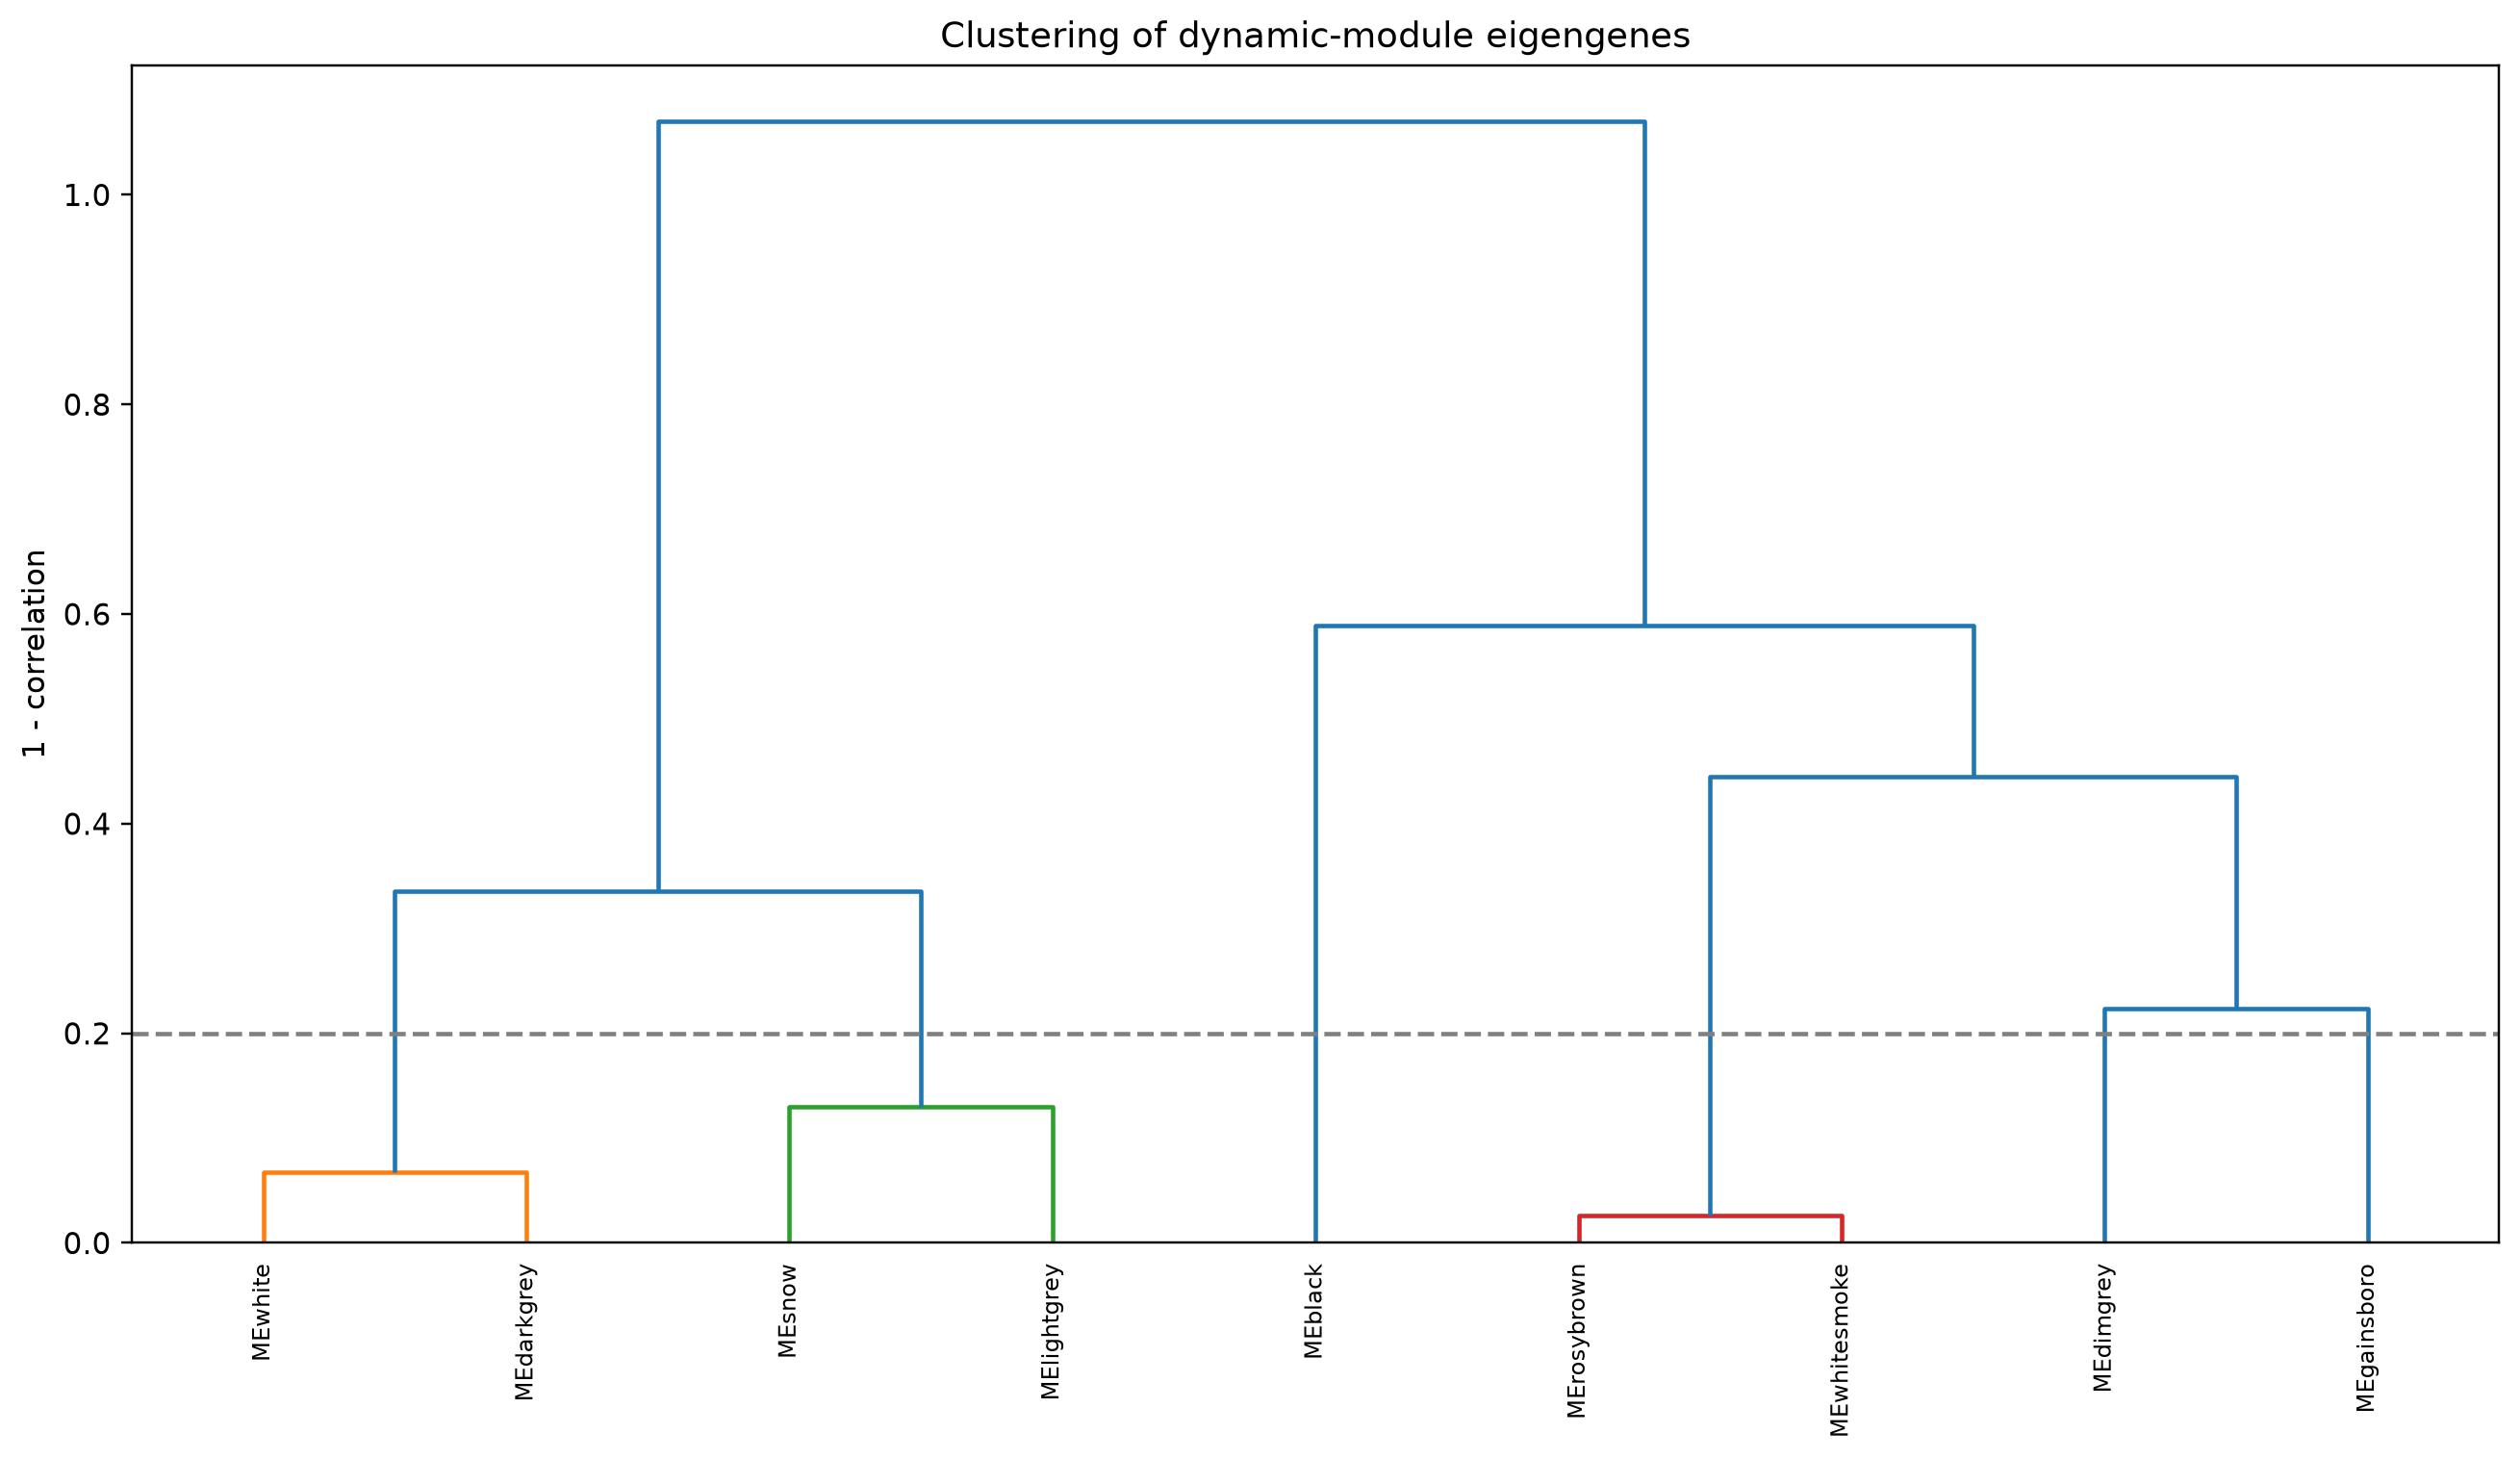 Clustering of dynamic-module eigengenes
1.0
0.8
0.6
0.4
0.2
0.0
1 - correlation
MEwhite
MEdarkgrey
MEsnow
MElightgrey
MEblack
MErosybrown
MEwhitesmoke
MEdimgrey
MEgainsboro